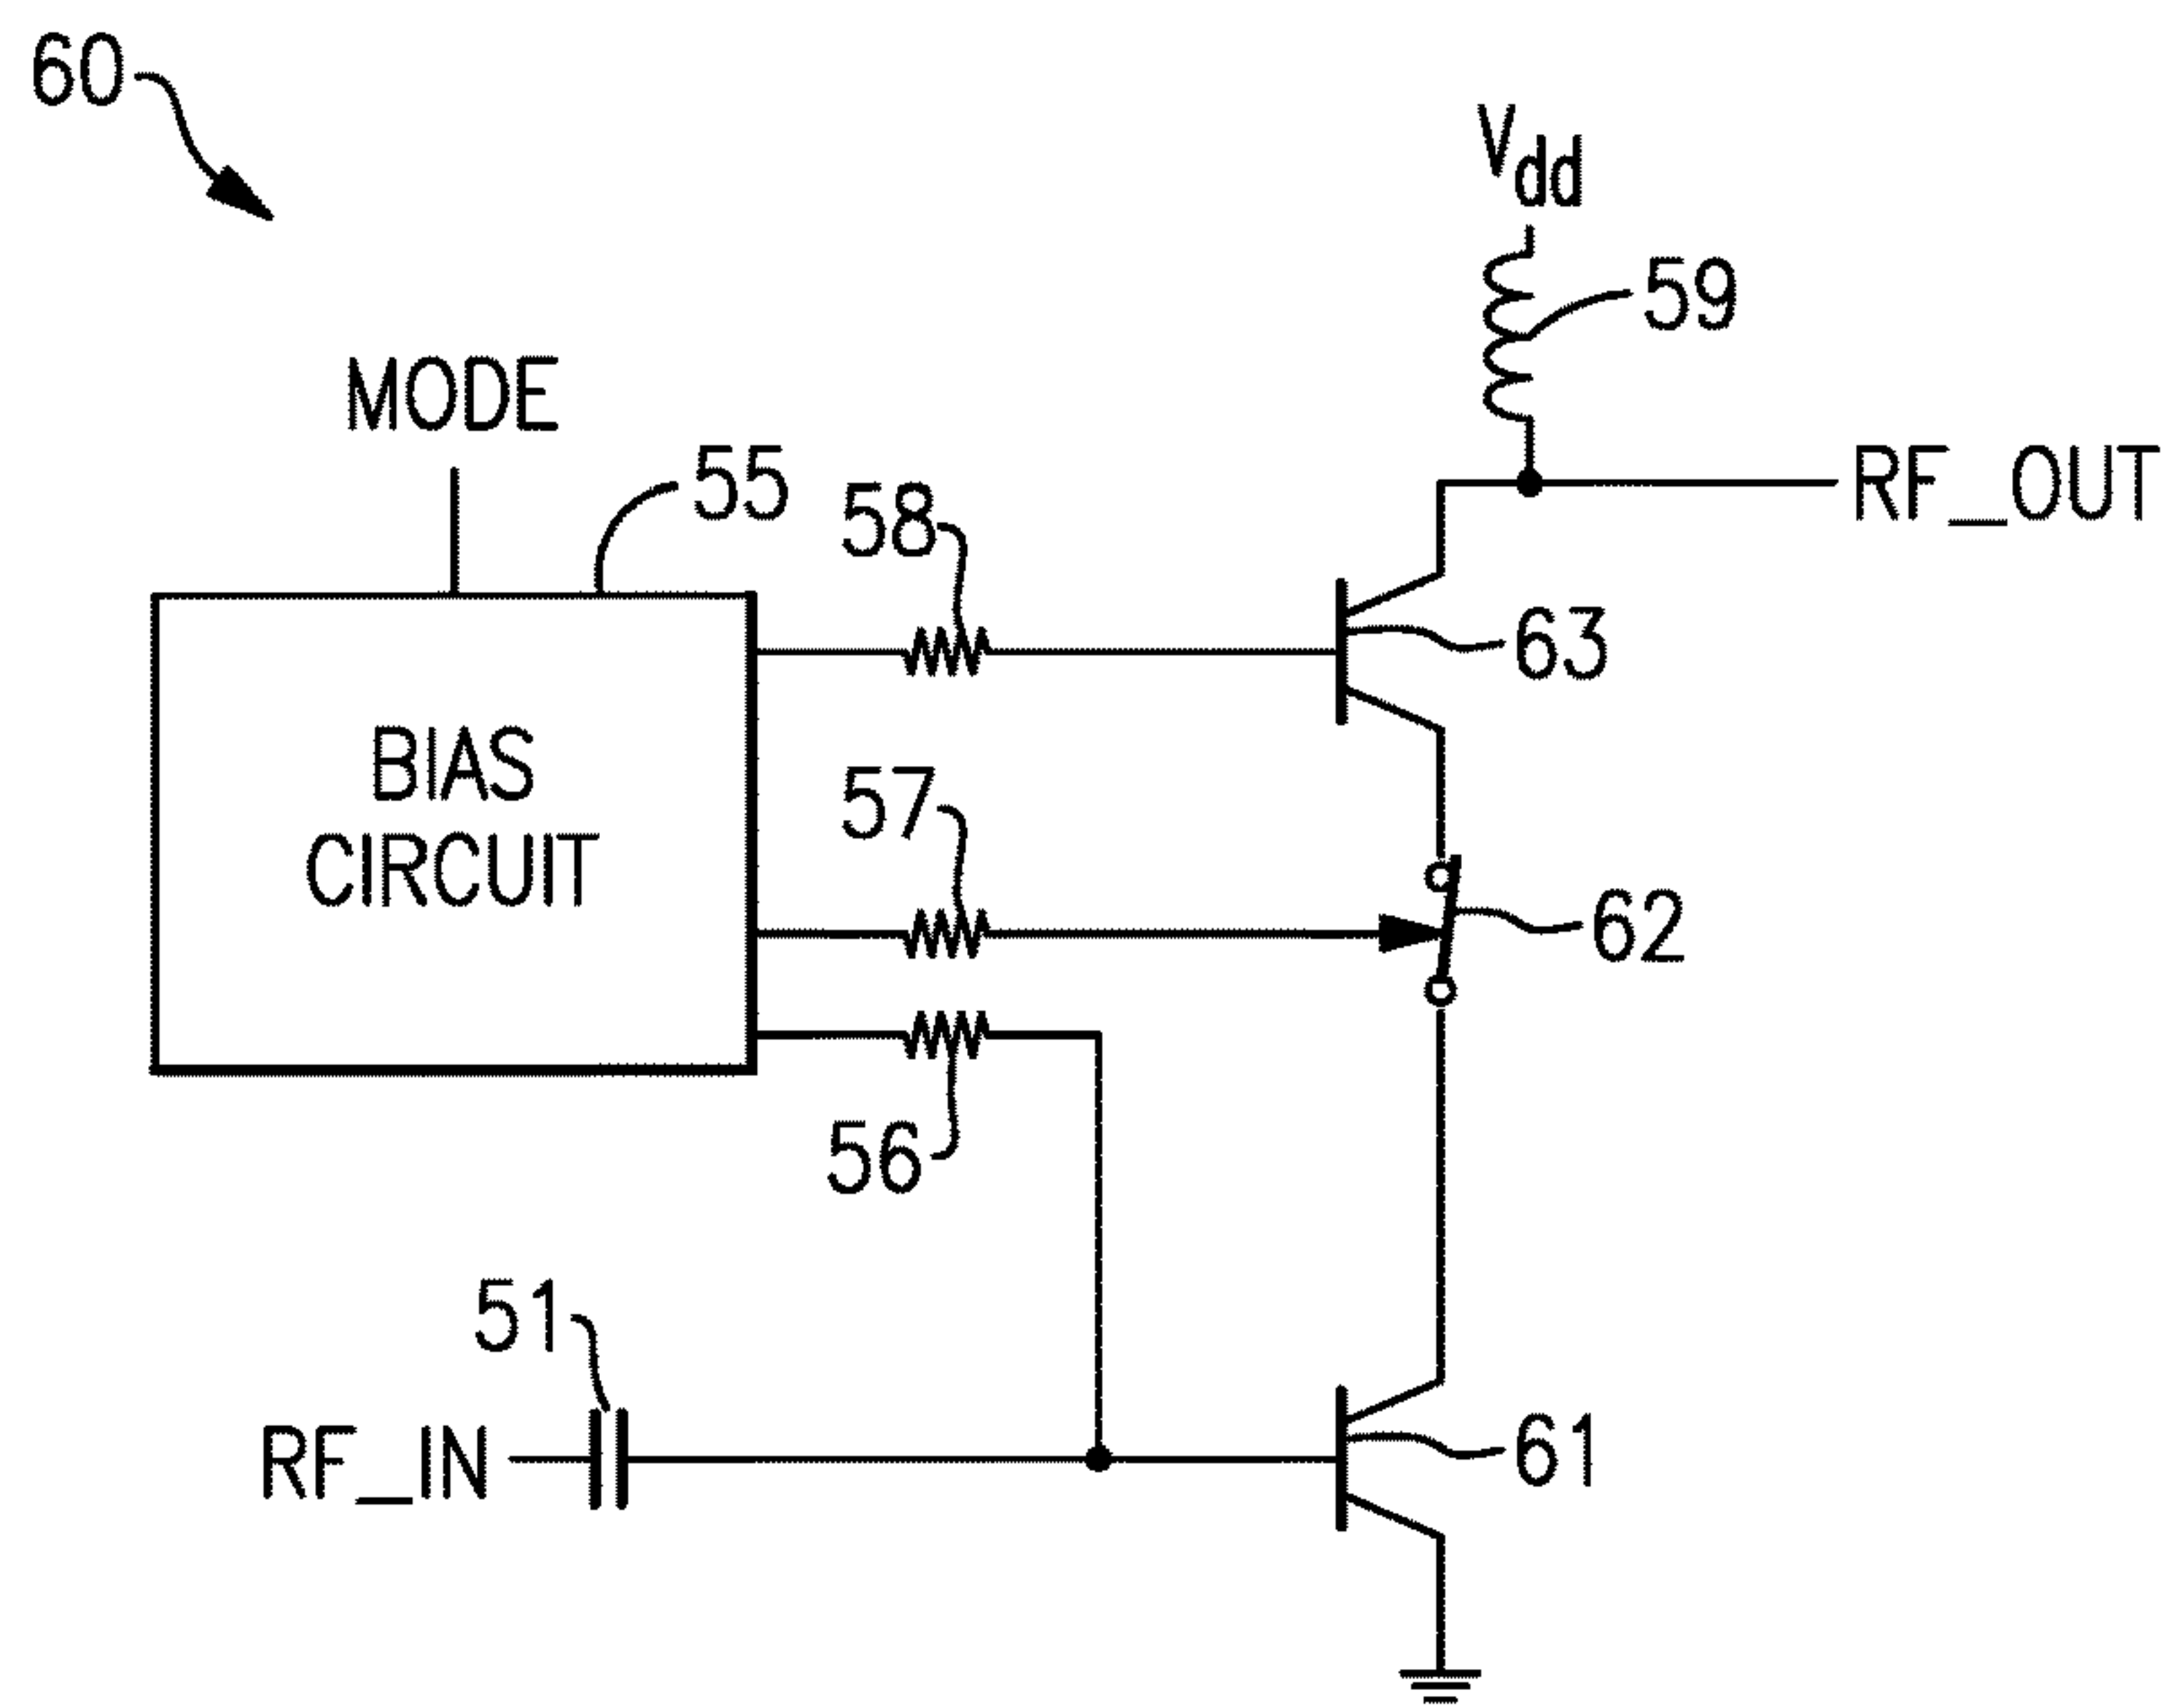 60
Vdd
59
MODE
55
58
RF_OUT
63
BIAS
CIRCUIT
57
62
56
51
RF_IN
61